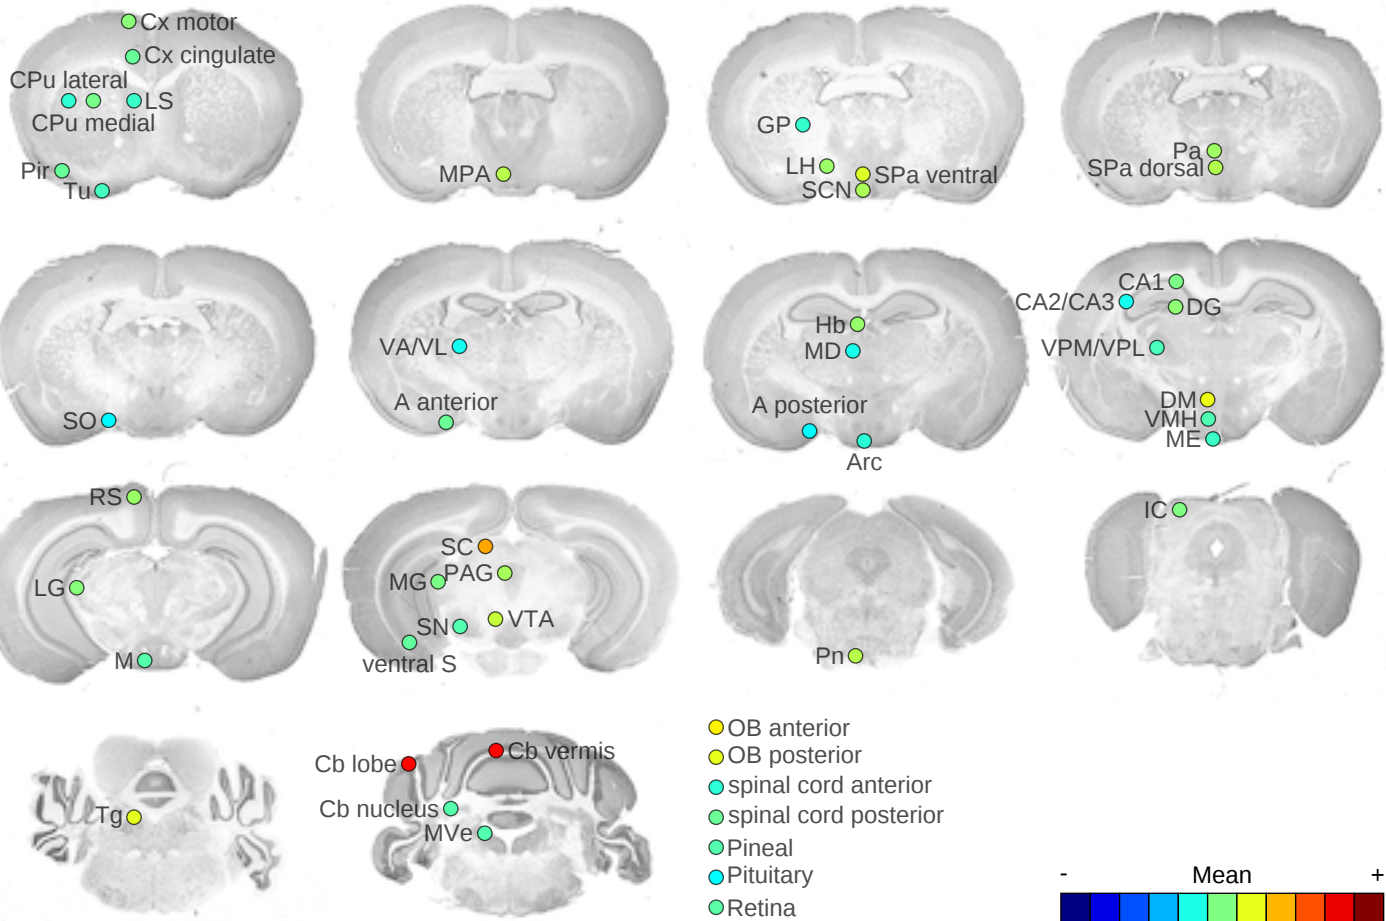 Cx motor
Cx cingulate
CPu lateral
LS
CPu medial
Pir
Tu
MPA
GP
LH
SPa ventral
SCN
Pa
SPa dorsal
SO
VA/VL
A anterior
Hb
MD
A posterior
Arc
CA1
CA2/CA3
DG
VPM/VPL
DM
VMH
ME
RS
LG
M
SC
PAG
MG
VTA
SN
ventral S
Pn
IC
Tg
Cb lobe
Cb vermis
Cb nucleus
MVe
OB anterior
OB posterior
spinal cord anterior
spinal cord posterior
Pineal
Pituitary
Retina
- Mean +